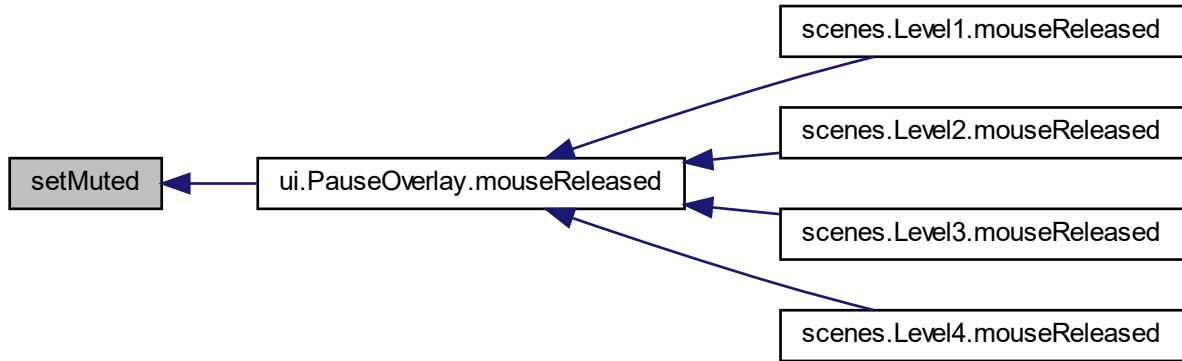 setMuted
ui.PauseOverlay.mouseReleased
scenes.Level1.mouseReleased
scenes.Level2.mouseReleased
scenes.Level3.mouseReleased
scenes.Level4.mouseReleased